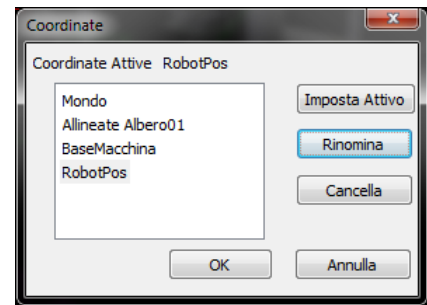 Coordinate
Coordinate Attive RobotPos
Mondo
Allineate Albero01
BaseMacchina
RobotPos
Imposta Attivo
Rinomina
Cancella
OK
Annulla